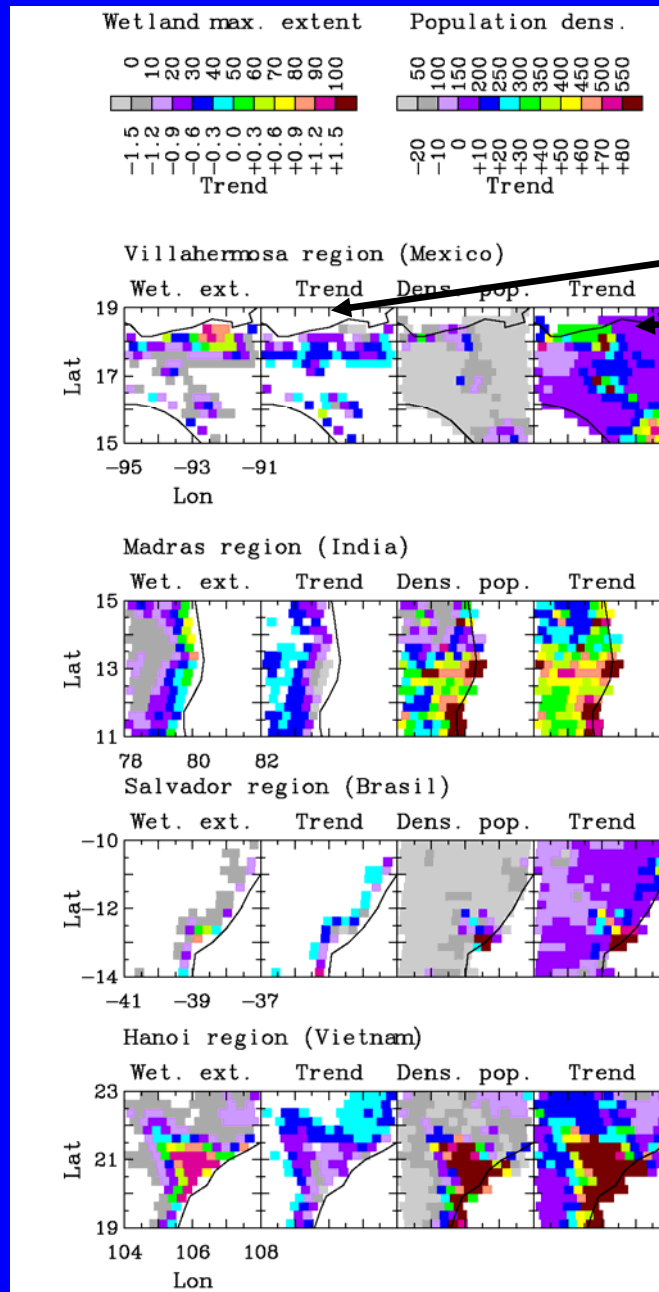 Wetland max. extent
Population dens.
0 10 20 30 40 50 60 70 80 90 100
50 100 150 200 250 300 350 400 450 500 550
−1.5 −1.2 −0.9 −0.6 −0.3 0.0 +0.3 +0.6 +0.9 +1.2 +1.5
−20 −10 0 +10 +20 +30 +40 +50 +60 +70 +80
Trend
Trend
Villahermosa region (Mexico)
Wet. ext. Trend Dens. pop. Trend
19
17
15
Lat
−95 −93 −91
Lon
Madras region (India)
Wet. ext. Trend Dens. pop. Trend
15
13
11
Lat
78 80 82
Salvador region (Brasil)
Wet. ext. Trend Dens. pop. Trend
−10
−12
−14
Lat
−41 −39 −37
Hanoi region (Vietnam)
Wet. ext. Trend Dens. pop. Trend
23
21
19
Lat
104 106 108
Lon